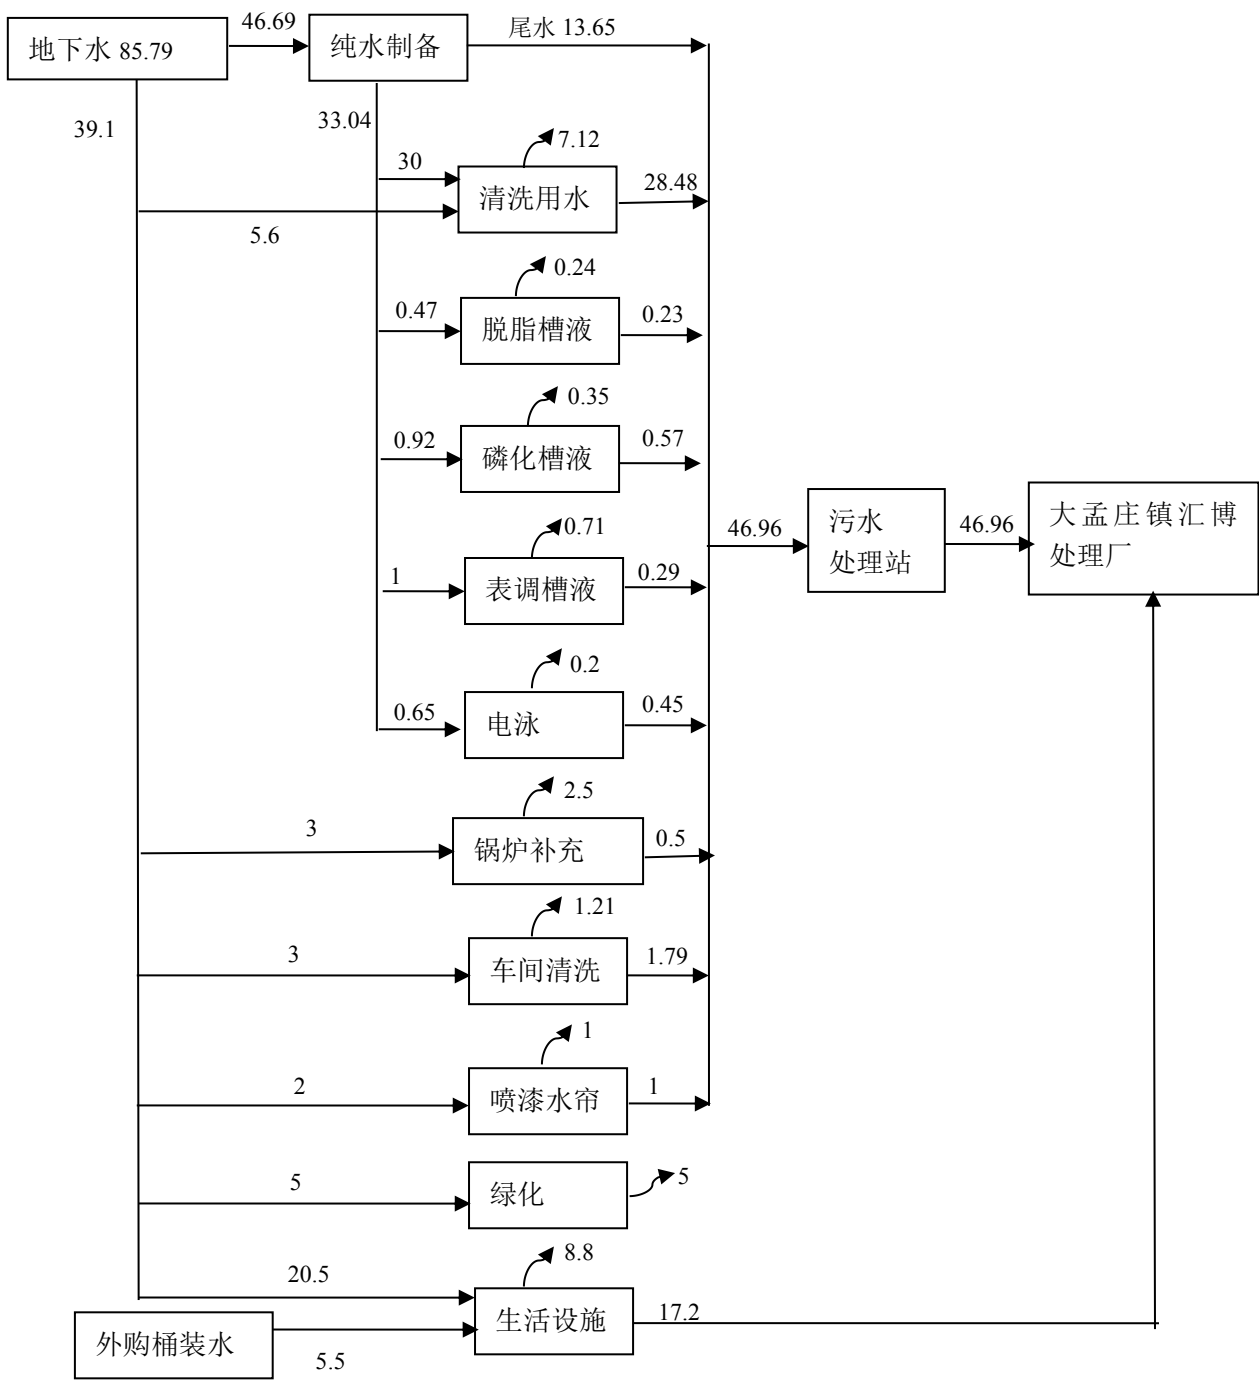 46.69
尾水 13.65
地下水 85.79
纯水制备
39.1
33.04
7.12
30
清洗用水
28.48
5.6
0.24
0.47
脱脂槽液
0.23
0.35
0.92
磷化槽液
0.57
0.71
1
表调槽液
0.29
46.96
污水
处理站
46.96
大孟庄镇汇博
处理厂
0.2
0.65
电泳
0.45
2.5
3
锅炉补充
0.5
1.21
3
车间清洗
1.79
1
2
喷漆水帘
1
5
绿化
5
8.8
20.5
生活设施
17.2
外购桶装水
5.5